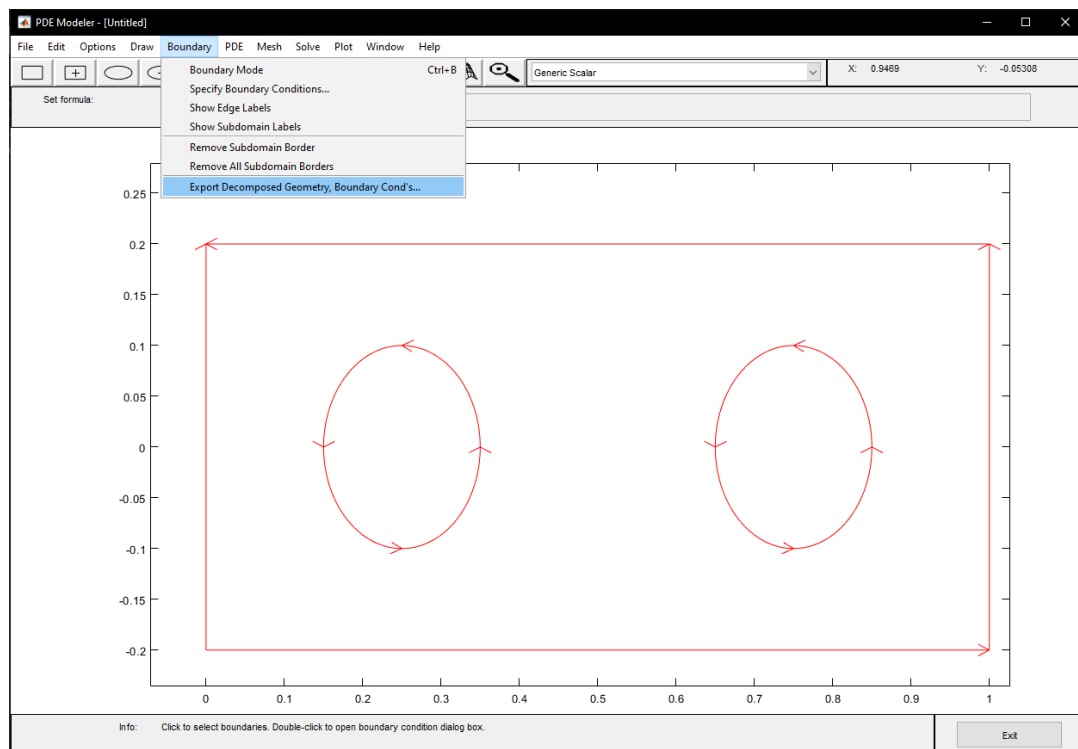 PDE Modeler - [Untitled]
File Edit Options Draw Boundary PDE Mesh Solve Plot Window Help
Boundary Mode Ctrl+B
Specify Boundary Conditions...
Show Edge Labels
Show Subdomain Labels
Remove Subdomain Border
Remove All Subdomain Borders
Export Decomposed Geometry, Boundary Cond's...
Generic Scalar
X: 0.9469 Y: -0.05308
Set formula:
0.25
0.2
0.15
0.1
0.05
0
-0.05
-0.1
-0.15
-0.2
0 0.1 0.2 0.3 0.4 0.5 0.6 0.7 0.8 0.9 1
Info: Click to select boundaries. Double-click to open boundary condition dialog box.
Exit